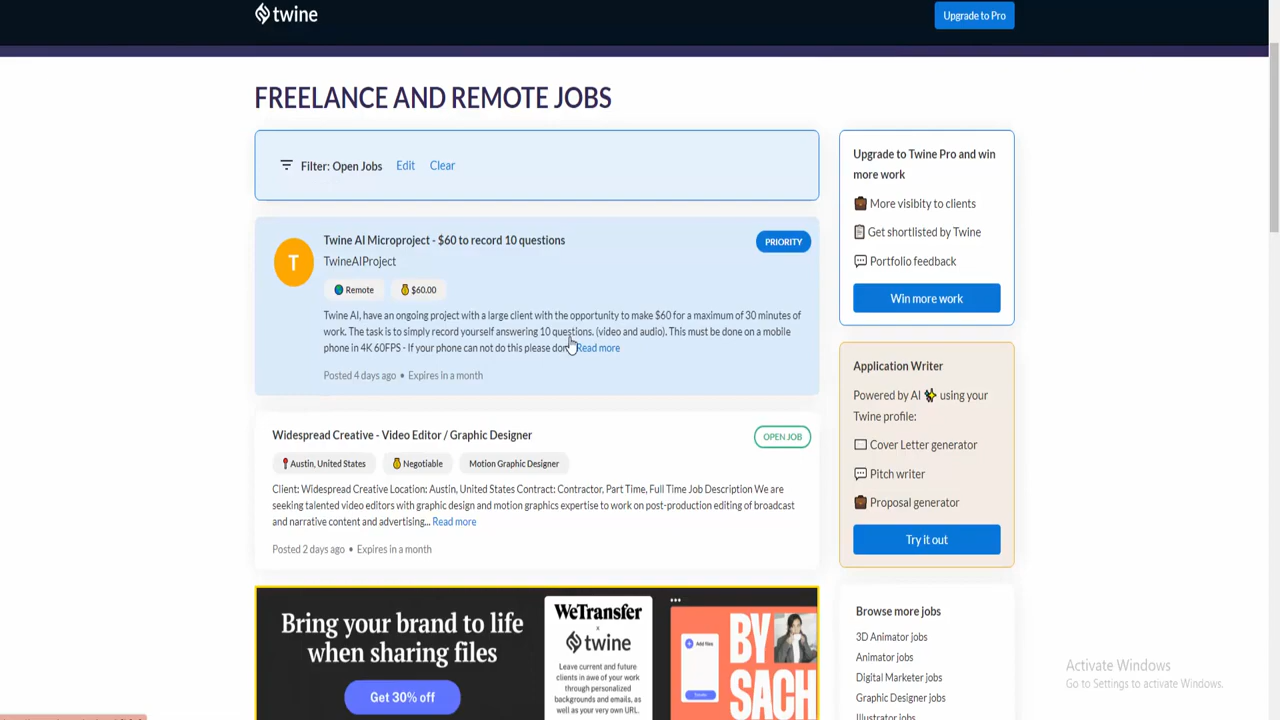 twine
Upgrade to Pro
FREELANCE AND REMOTE JOBS
Filter: Open Jobs Edit Clear
T
Twine AI Microproject - $60 to record 10 questions
PRIORITY
TwineAIProject
Remote $60.00
Twine AI, have an ongoing project with a large client with the opportunity to make $60 for a maximum of 30 minutes of
work. The task is to simply record yourself answering 10 questions. (video and audio). This must be done on a mobile
phone in 4K 60FPS - If your phone can not do this please Read more
Posted 4 days ago • Expires in a month
Widespread Creative - Video Editor / Graphic Designer
OPEN JOB
Austin, United States Negotiable Motion Graphic Designer
Client: Widespread Creative Location: Austin, United States Contract: Contractor, Part Time, Full Time Job Description We are
seeking talented video editors with graphic design and motion graphics expertise to work on post-production editing of broadcast
and narrative content and advertising... Read more
Posted 2 days ago • Expires in a month
Bring your brand to life
when sharing files
Get 30% off
WeTransfer
x
twine
Leave current and future
clients in awe of your work
through personalized
backgrounds and emails, as
well as your very own URL.
Add New
BY
SACH
Upgrade to Twine Pro and win
more work
More visibity to clients
Get shortlisted by Twine
Portfolio feedback
Win more work
Application Writer
Powered by AI using your
Twine profile:
Cover Letter generator
Pitch writer
Proposal generator
Try it out
Browse more jobs
3D Animator jobs
Animator jobs
Digital Marketer jobs
Graphic Designer jobs
Illustrator jobs
Activate Windows
Go to Settings to activate Windows.